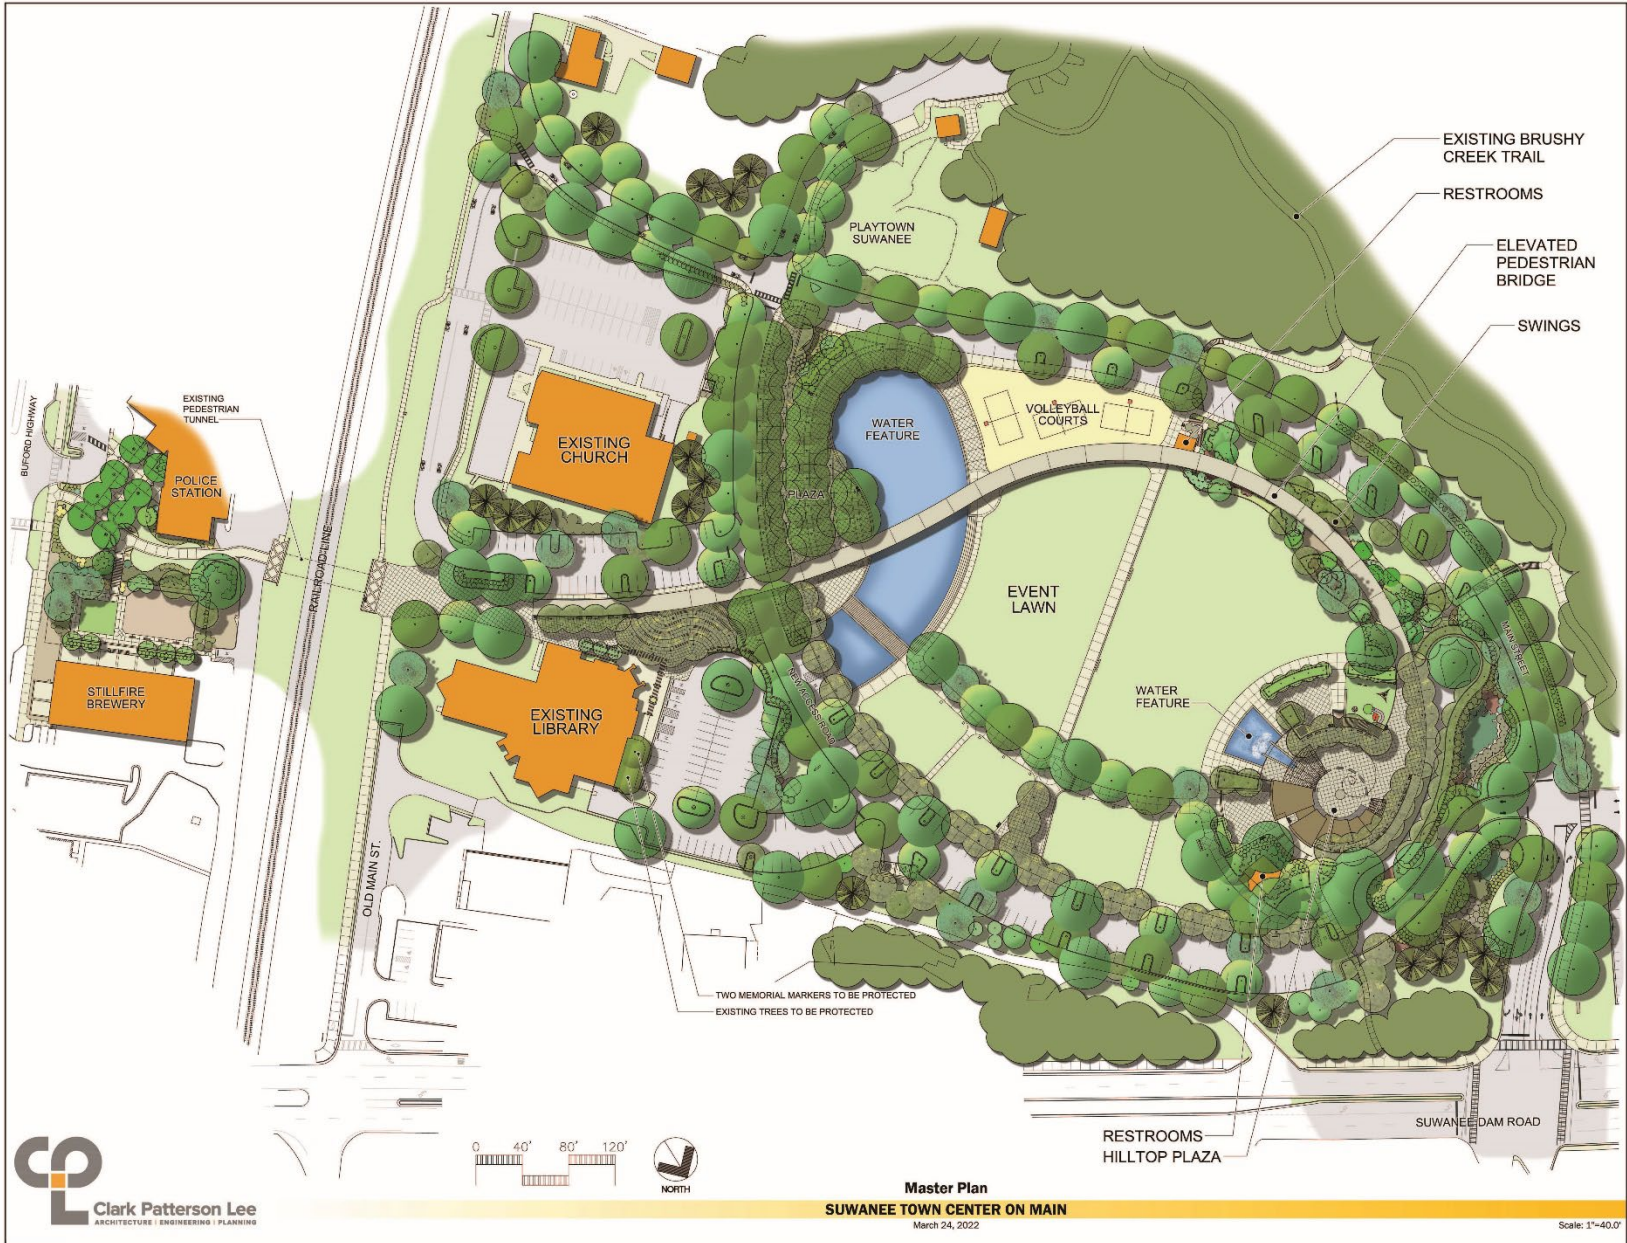 EXISTING BRUSHY
CREEK TRAIL
RESTROOMS
ELEVATED
PEDESTRIAN
BRIDGE
SWINGS
PLAYTOWN
SUWANEE
EXISTING
PEDESTRIAN
TUNNEL
BUFORD HIGHWAY
POLICE
STATION
RAILROAD LINE
EXISTING
CHURCH
WATER
FEATURE
VOLLEYBALL
COURTS
PLAZA
EVENT
LAWN
MAIN STREET
STILLFIRE
BREWERY
EXISTING
LIBRARY
NEW ACCESS ROAD
WATER
FEATURE
OLD MAIN ST.
TWO MEMORIAL MARKERS TO BE PROTECTED
EXISTING TREES TO BE PROTECTED
SUWANEE DAM ROAD
RESTROOMS
HILLTOP PLAZA
0 40' 80' 120'
NORTH
CPL
Clark Patterson Lee
ARCHITECTURE | ENGINEERING | PLANNING
Master Plan
SUWANEE TOWN CENTER ON MAIN
March 24, 2022
Scale: 1"=40.0'